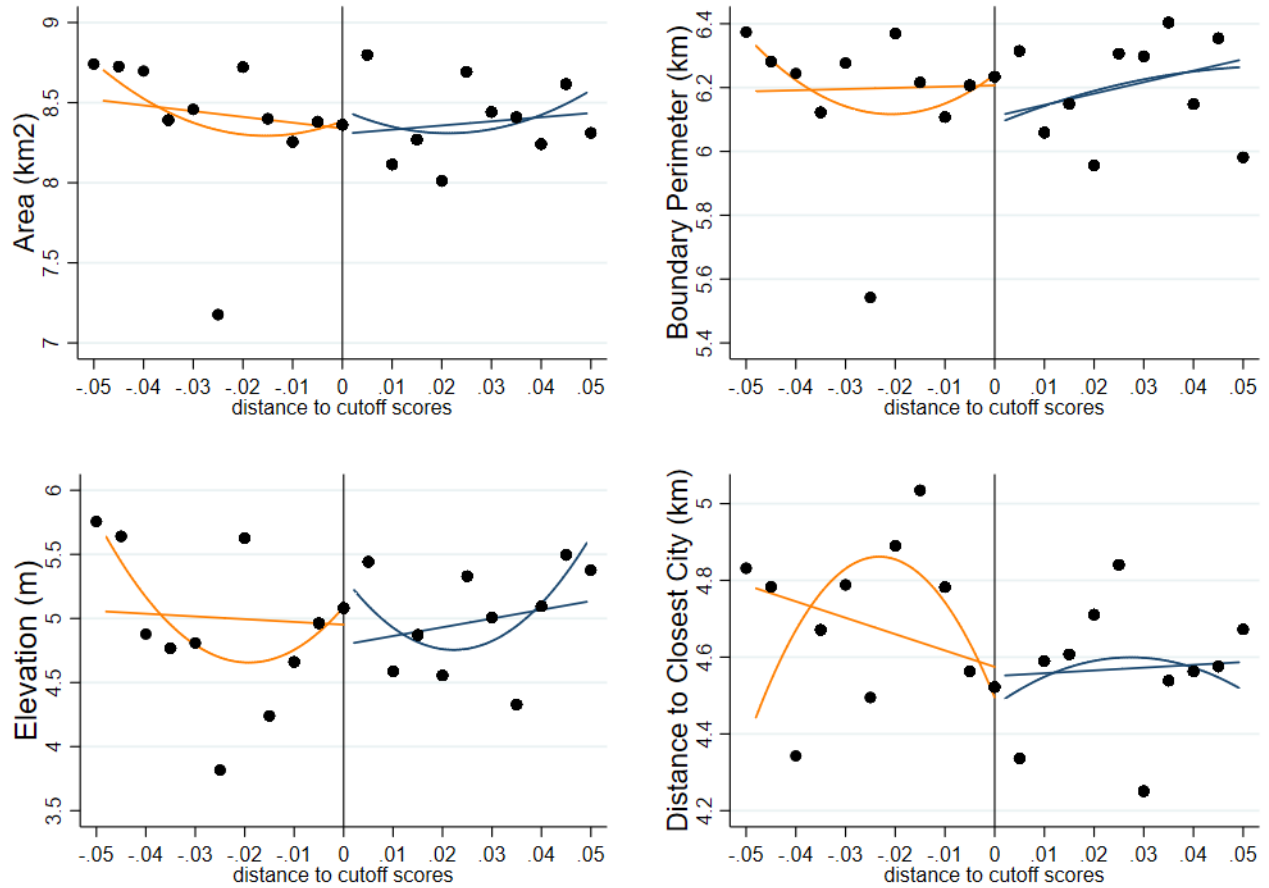 Area (km2)
9
8.5
8
7.5
7
-.05 -.04 -.03 -.02 -.01 0 .01 .02 .03 .04 .05
distance to cutoff scores
Boundary Perimeter (km)
6.4
6.2
6
5.8
5.6
5.4
-.05 -.04 -.03 -.02 -.01 0 .01 .02 .03 .04 .05
distance to cutoff scores
Elevation (m)
6
5.5
5
4.5
4
3.5
-.05 -.04 -.03 -.02 -.01 0 .01 .02 .03 .04 .05
distance to cutoff scores
Distance to Closest City (km)
5
4.8
4.6
4.4
4.2
-.05 -.04 -.03 -.02 -.01 0 .01 .02 .03 .04 .05
distance to cutoff scores